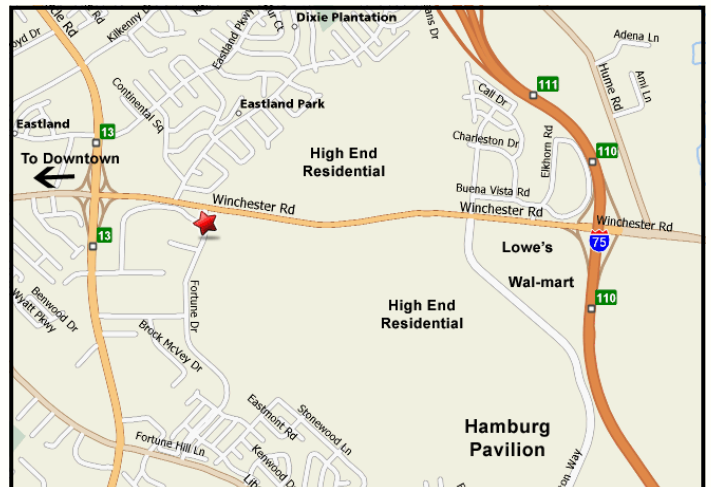 Dixie Plantation
Kilkenny Dr
Eastland Pkwy
Adena Ln
Hume Rd
Ami Ln
111
Continental Sq
Call Dr
Eastland Park
Eastland
13
Charleston Dr
Elkhorn Rd
110
To Downtown
High End
Residential
Buena Vista Rd
Winchester Rd
Winchester Rd
Winchester Rd
13
75
Lowe's
Wal-mart
Benwood Dr
Wyatt Pkwy
Fortune Dr
High End
Residential
110
Brock McVey Dr
Eastmont Rd
Stonewood Ln
Hamburg
Pavilion
Fortune Hill Ln
Kenwood Dr